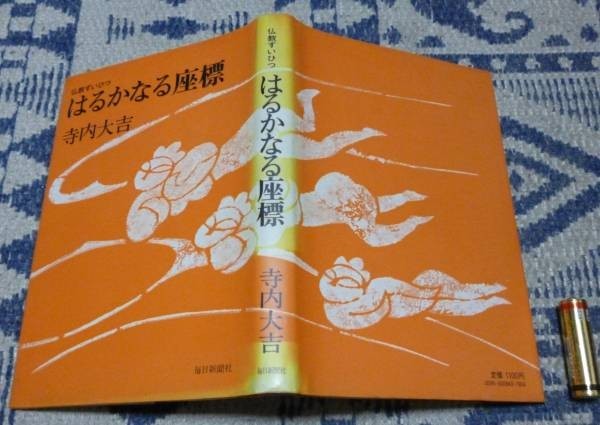 仏教ずいひつ
はるかなる座標
寺内大吉
毎日新聞社
仏教ずいひつ
はるかなる座標
寺内大吉
毎日新聞社
定価 1100円